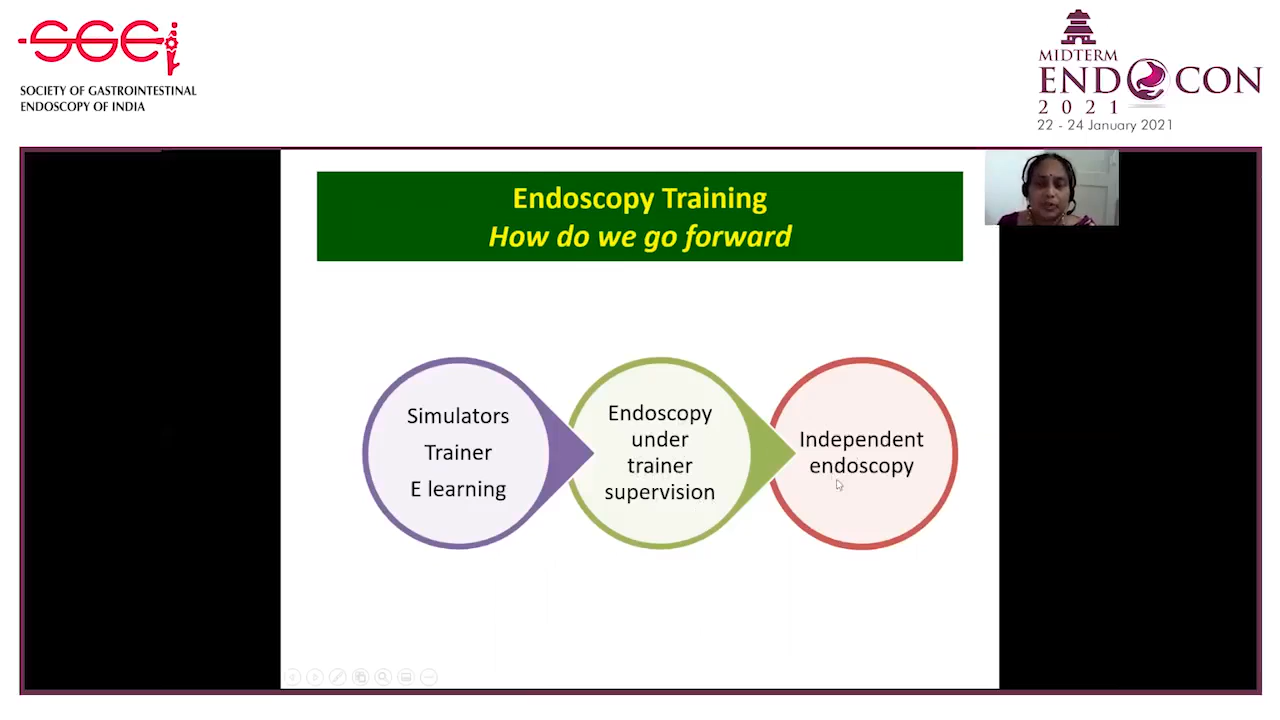 SGEi
SOCIETY OF GASTROINTESTINAL
ENDOSCOPY OF INDIA
MIDTERM
ENDOCON
2021
22 - 24 January 2021
Endoscopy Training
How do we go forward
Simulators
Trainer
E learning
Endoscopy
under
trainer
supervision
Independent
endoscopy